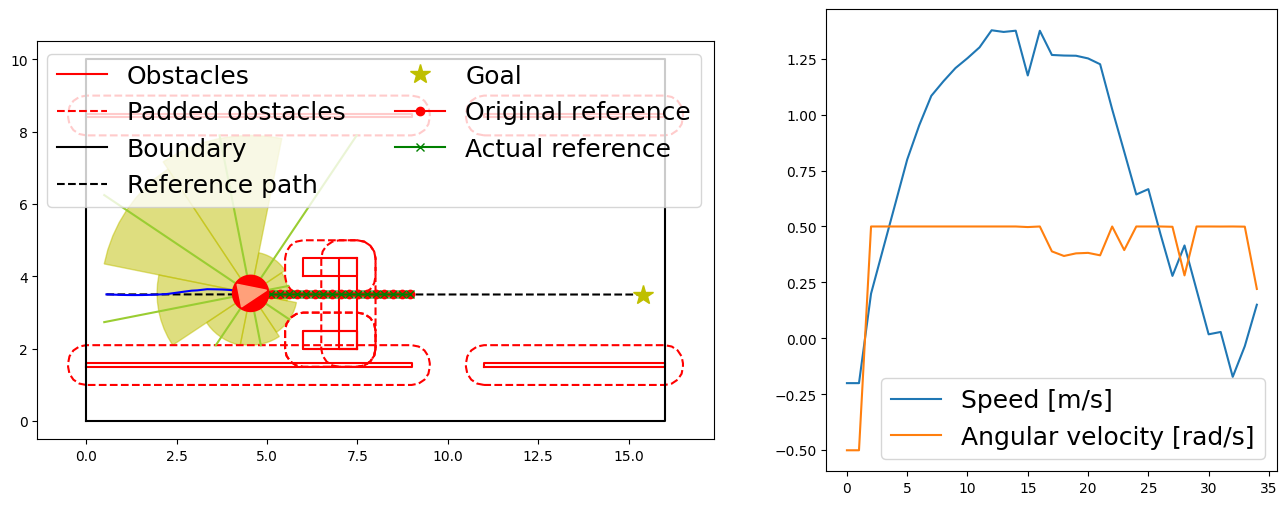 Obstacles
Padded obstacles
Boundary
Reference path
Goal
Original reference
Actual reference
10
8
6
4
2
0
0.0 2.5 5.0 7.5 10.0 12.5 15.0
1.25
1.00
0.75
0.50
0.25
0.00
−0.25
−0.50
Speed [m/s]
Angular velocity [rad/s]
0 5 10 15 20 25 30 35